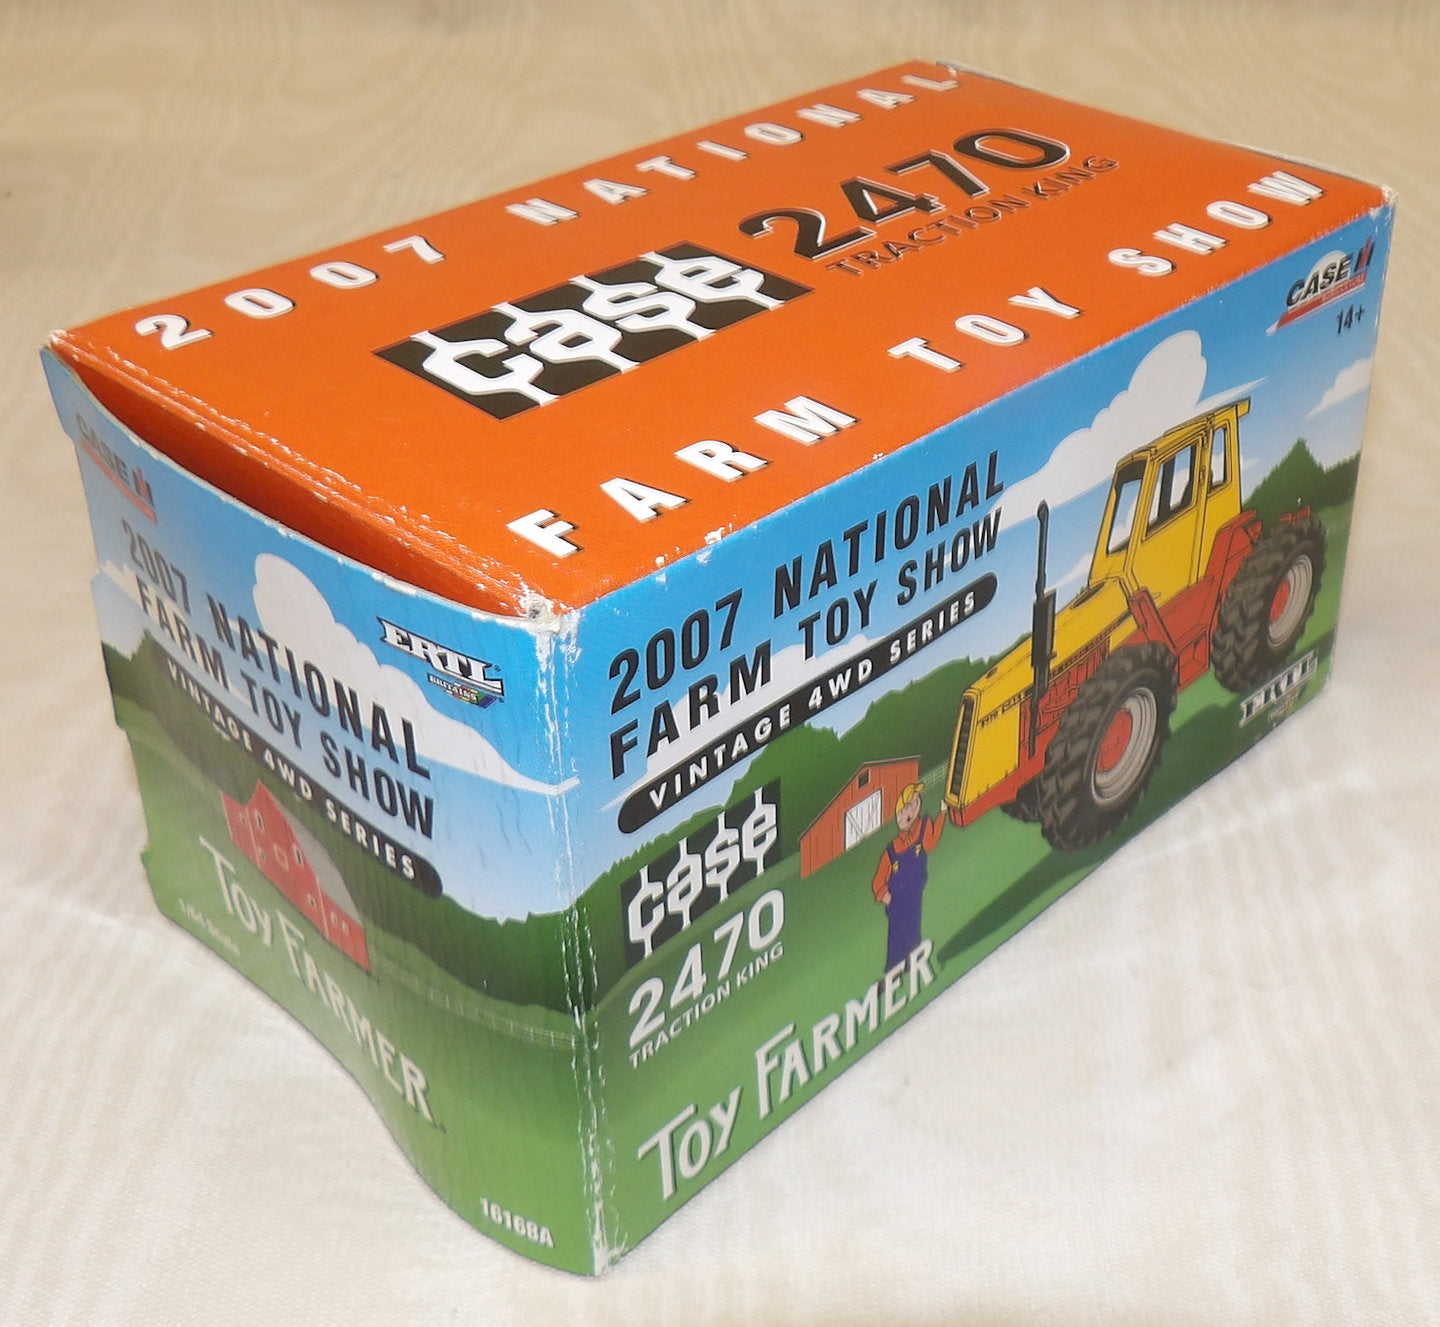 2007 NATIONAL
case
2470
TRACTION KING
FARM TOY SHOW
CASE IH
2007 NATIONAL
FARM TOY SHOW
VINTAGE 4WD SERIES
ERTL
BRITAINS
TOY FARMER
16168A
CASE IH
14+
2007 NATIONAL
FARM TOY SHOW
VINTAGE 4WD SERIES
case
2470
TRACTION KING
TOY FARMER
ERTL